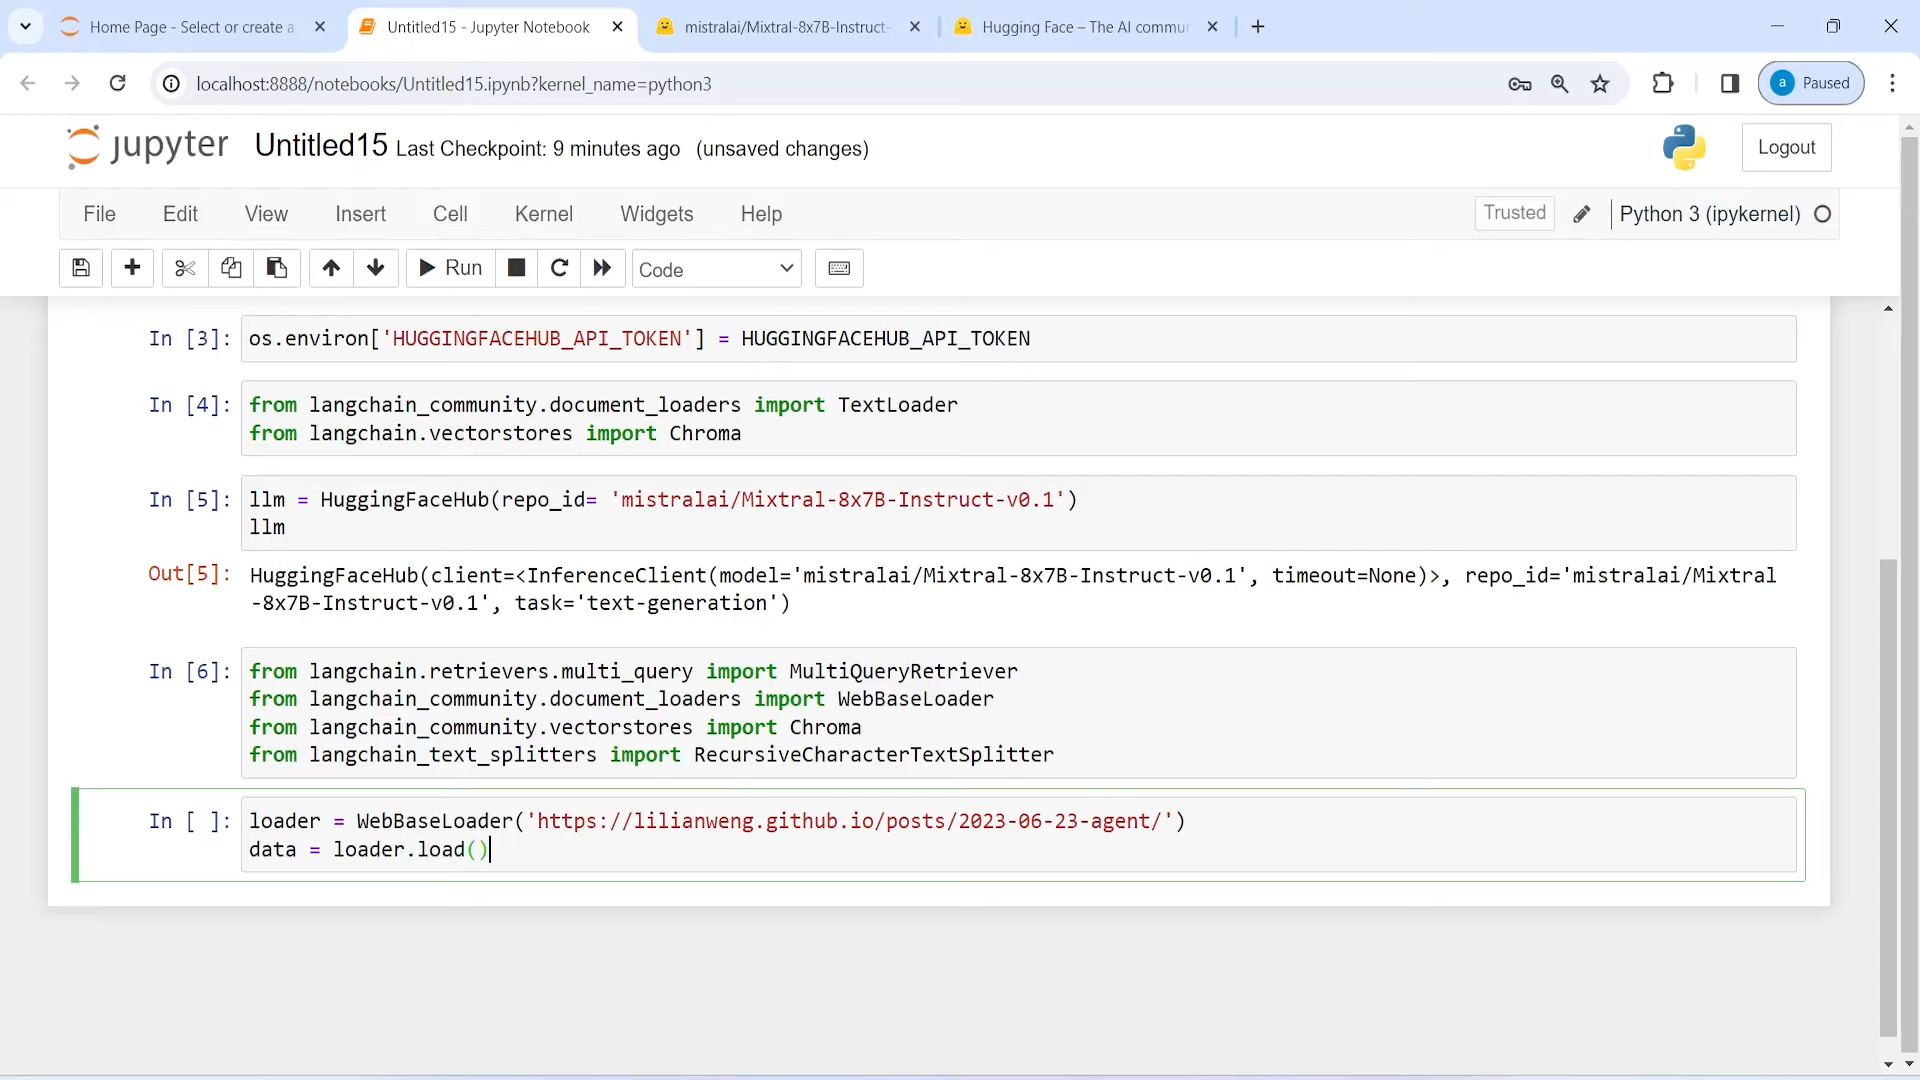 Home Page - Select or create a
Untitled15 - Jupyter Notebook
mistralai/Mixtral-8x7B-Instruct-
Hugging Face – The AI commun
localhost:8888/notebooks/Untitled15.ipynb?kernel_name=python3
a Paused
jupyter Untitled15 Last Checkpoint: 9 minutes ago (unsaved changes)
Logout
File Edit View Insert Cell Kernel Widgets Help
Trusted Python 3 (ipykernel)
Run Code
In [3]: os.environ['HUGGINGFACEHUB_API_TOKEN'] = HUGGINGFACEHUB_API_TOKEN
In [4]: from langchain_community.document_loaders import TextLoader
from langchain.vectorstores import Chroma
In [5]: llm = HuggingFaceHub(repo_id= 'mistralai/Mixtral-8x7B-Instruct-v0.1')
llm
Out[5]: HuggingFaceHub(client=<InferenceClient(model='mistralai/Mixtral-8x7B-Instruct-v0.1', timeout=None)>, repo_id='mistralai/Mixtral
-8x7B-Instruct-v0.1', task='text-generation')
In [6]: from langchain.retrievers.multi_query import MultiQueryRetriever
from langchain_community.document_loaders import WebBaseLoader
from langchain_community.vectorstores import Chroma
from langchain_text_splitters import RecursiveCharacterTextSplitter
In [ ]: loader = WebBaseLoader('https://lilianweng.github.io/posts/2023-06-23-agent/')
data = loader.load()